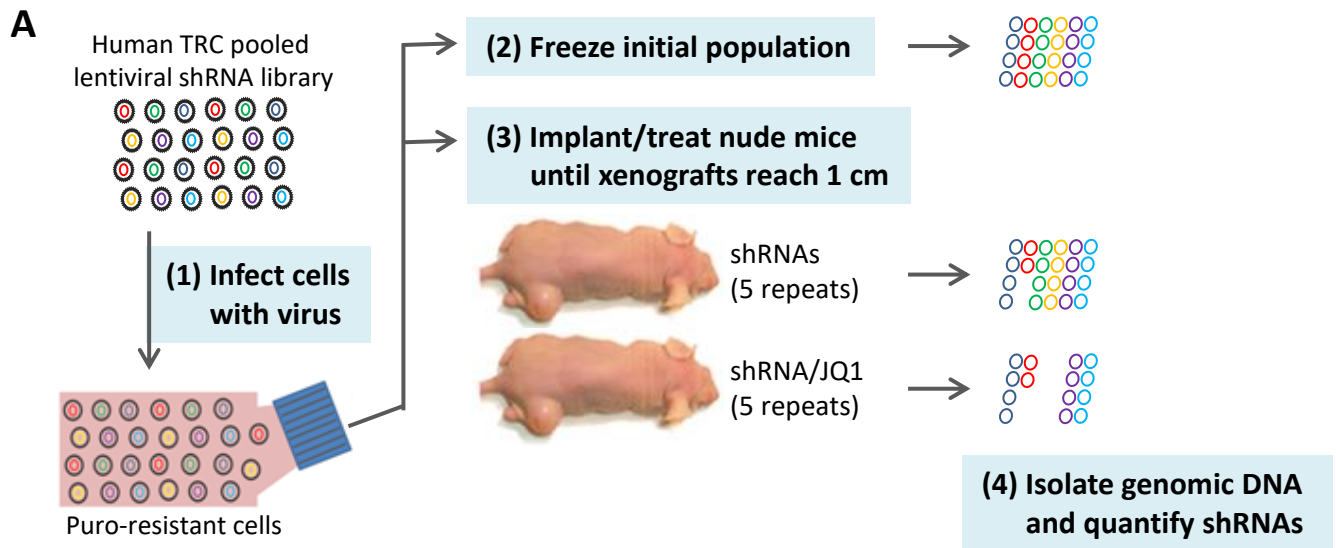 A
Human TRC pooled
lentiviral shRNA library
(1) Infect cells
with virus
Puro-resistant cells
(2) Freeze initial population
(3) Implant/treat nude mice
until xenografts reach 1 cm
shRNAs
(5 repeats)
shRNA/JQ1
(5 repeats)
(4) Isolate genomic DNA
and quantify shRNAs